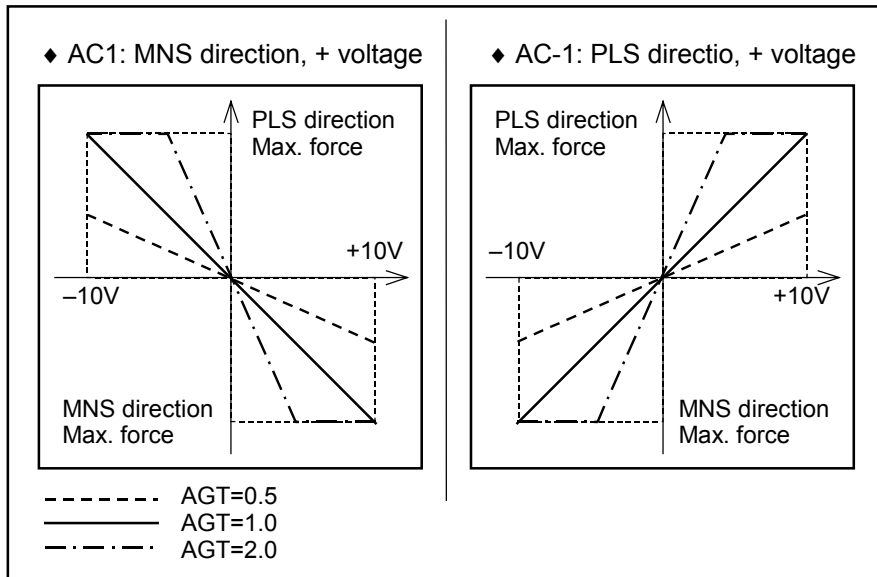 ♦ AC1: MNS direction, + voltage
PLS direction
Max. force
+10V
–10V
MNS direction
Max. force
♦ AC-1: PLS directio, + voltage
PLS direction
Max. force
–10V
+10V
MNS direction
Max. force
AGT=0.5
AGT=1.0
AGT=2.0